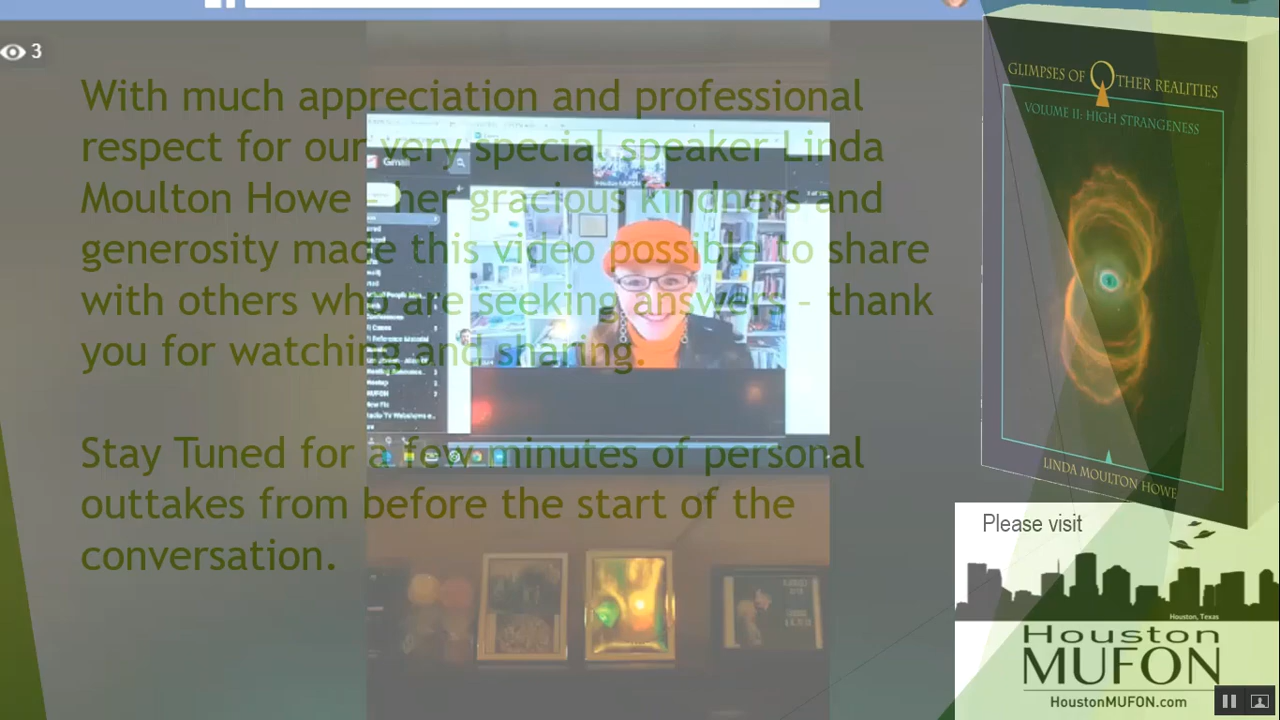 3
With much appreciation and professional
respect for our very special speaker Linda
Moulton Howe – her gracious kindness and
generosity made this video possible to share
with others who are seeking answers – thank
you for watching and sharing.
Stay Tuned for a few minutes of personal
outtakes from before the start of the
conversation.
Gmail
Houston MUFON
GLIMPSES OF OTHER REALITIES
VOLUME II: HIGH STRANGENESS
LINDA MOULTON HOWE
Please visit
Houston, Texas
Houston
MUFON
HoustonMUFON.com